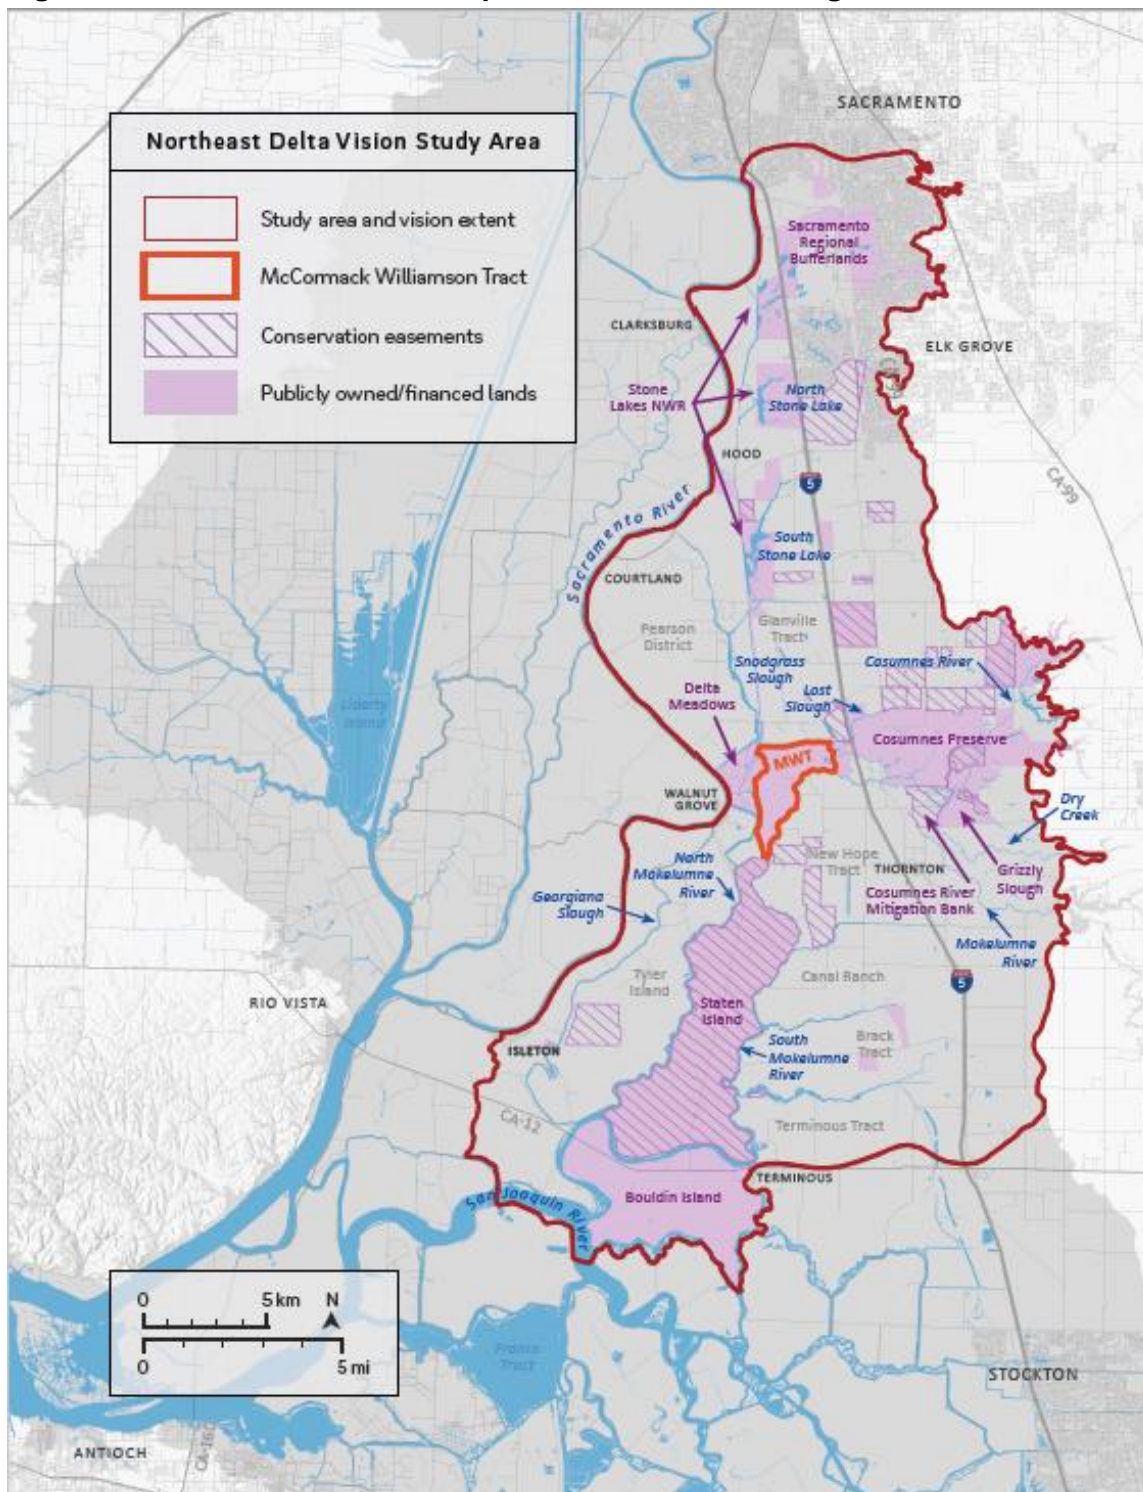 SACRAMENTO
Northeast Delta Vision Study Area
Study area and vision extent
McCormack Williamson Tract
Conservation easements
Publicly owned/financed lands
Sacramento
Regional
Bufferlands
CLARKSBURG
ELK GROVE
Stone
Lakes NWR
North
Stone Lake
HOOD
5
CA-99
Sacramento River
South
Stone Lake
COURTLAND
Pearson
District
Glanville
Tract
Snodgrass
Slough
Cosumnes River
Lost
Slough
Delta
Meadows
Liberty
Island
Cosumnes Preserve
MWT
WALNUT
GROVE
Dry
Creek
North
Mokelumne
River
New Hope
Tract
THORNTON
Grizzly
Slough
Georgiana
Slough
Cosumnes River
Mitigation Bank
Mokelumne
River
Tyler
Island
Canal Ranch
5
RIO VISTA
Staten
Island
ISLETON
South
Mokelumne
River
Brack
Tract
CA-12
Terminous Tract
TERMINOUS
San Joaquin River
Bouldin Island
0 5 km N
0 5 mi
Franks
Tract
STOCKTON
ANTIOCH